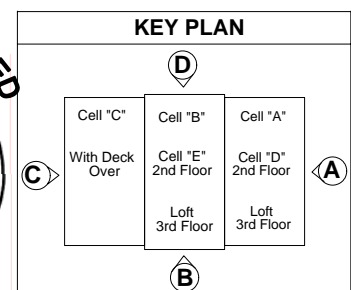 KEY PLAN
D
Cell "C"
With Deck
Over
Cell "B"
Cell "E"
2nd Floor
Loft
3rd Floor
Cell "A"
Cell "D"
2nd Floor
Loft
3rd Floor
C
A
B
ED